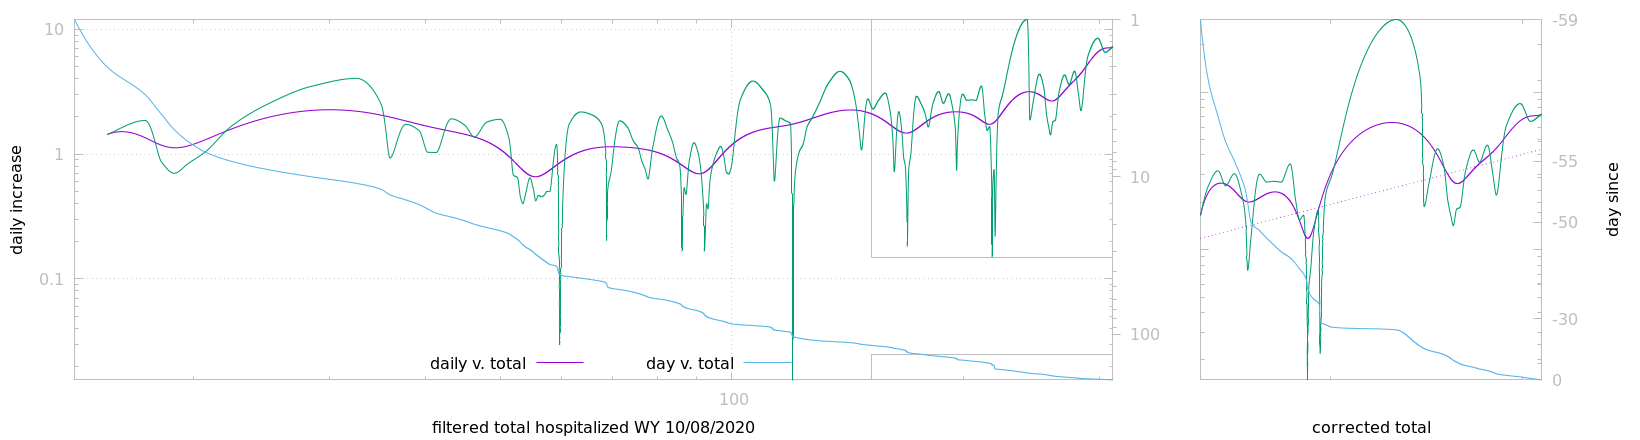 10
1
0.1
daily increase
1
10
100
daily v. total
day v. total
100
filtered total hospitalized WY 10/08/2020
-59
-55
-50
-30
0
day since
corrected total